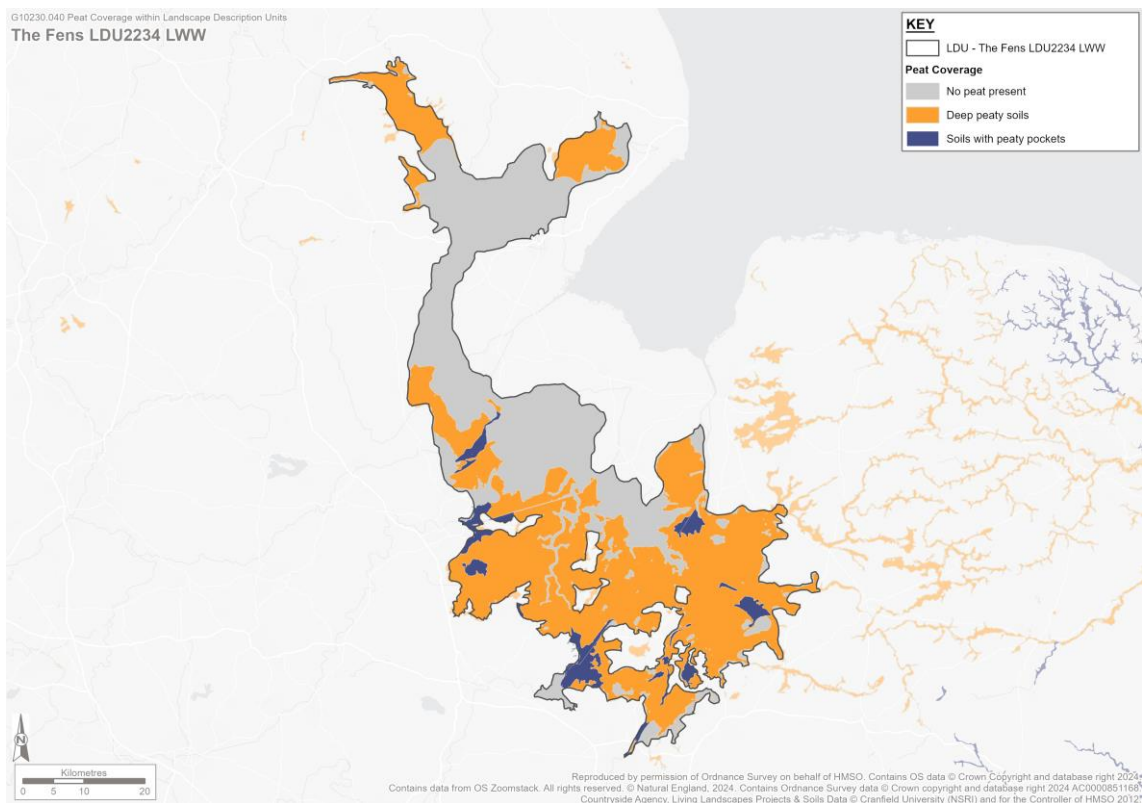 G10230.040 Peat Coverage within Landscape Description Units
The Fens LDU2234 LWW
KEY
LDU - The Fens LDU2234 LWW
Peat Coverage
No peat present
Deep peaty soils
Soils with peaty pockets
N
Kilometres
0 5 10 20
Reproduced by permission of Ordnance Survey on behalf of HMSO. Contains OS data © Crown Copyright and database right 2024.
Contains data from OS Zoomstack. All rights reserved. © Natural England, 2024. Contains Ordnance Survey data © Crown copyright and database right 2024 AC0000851168.
Countryside Agency, Living Landscapes Projects & Soils Data © Cranfield University (NSRI) and for the Controller of HMSO